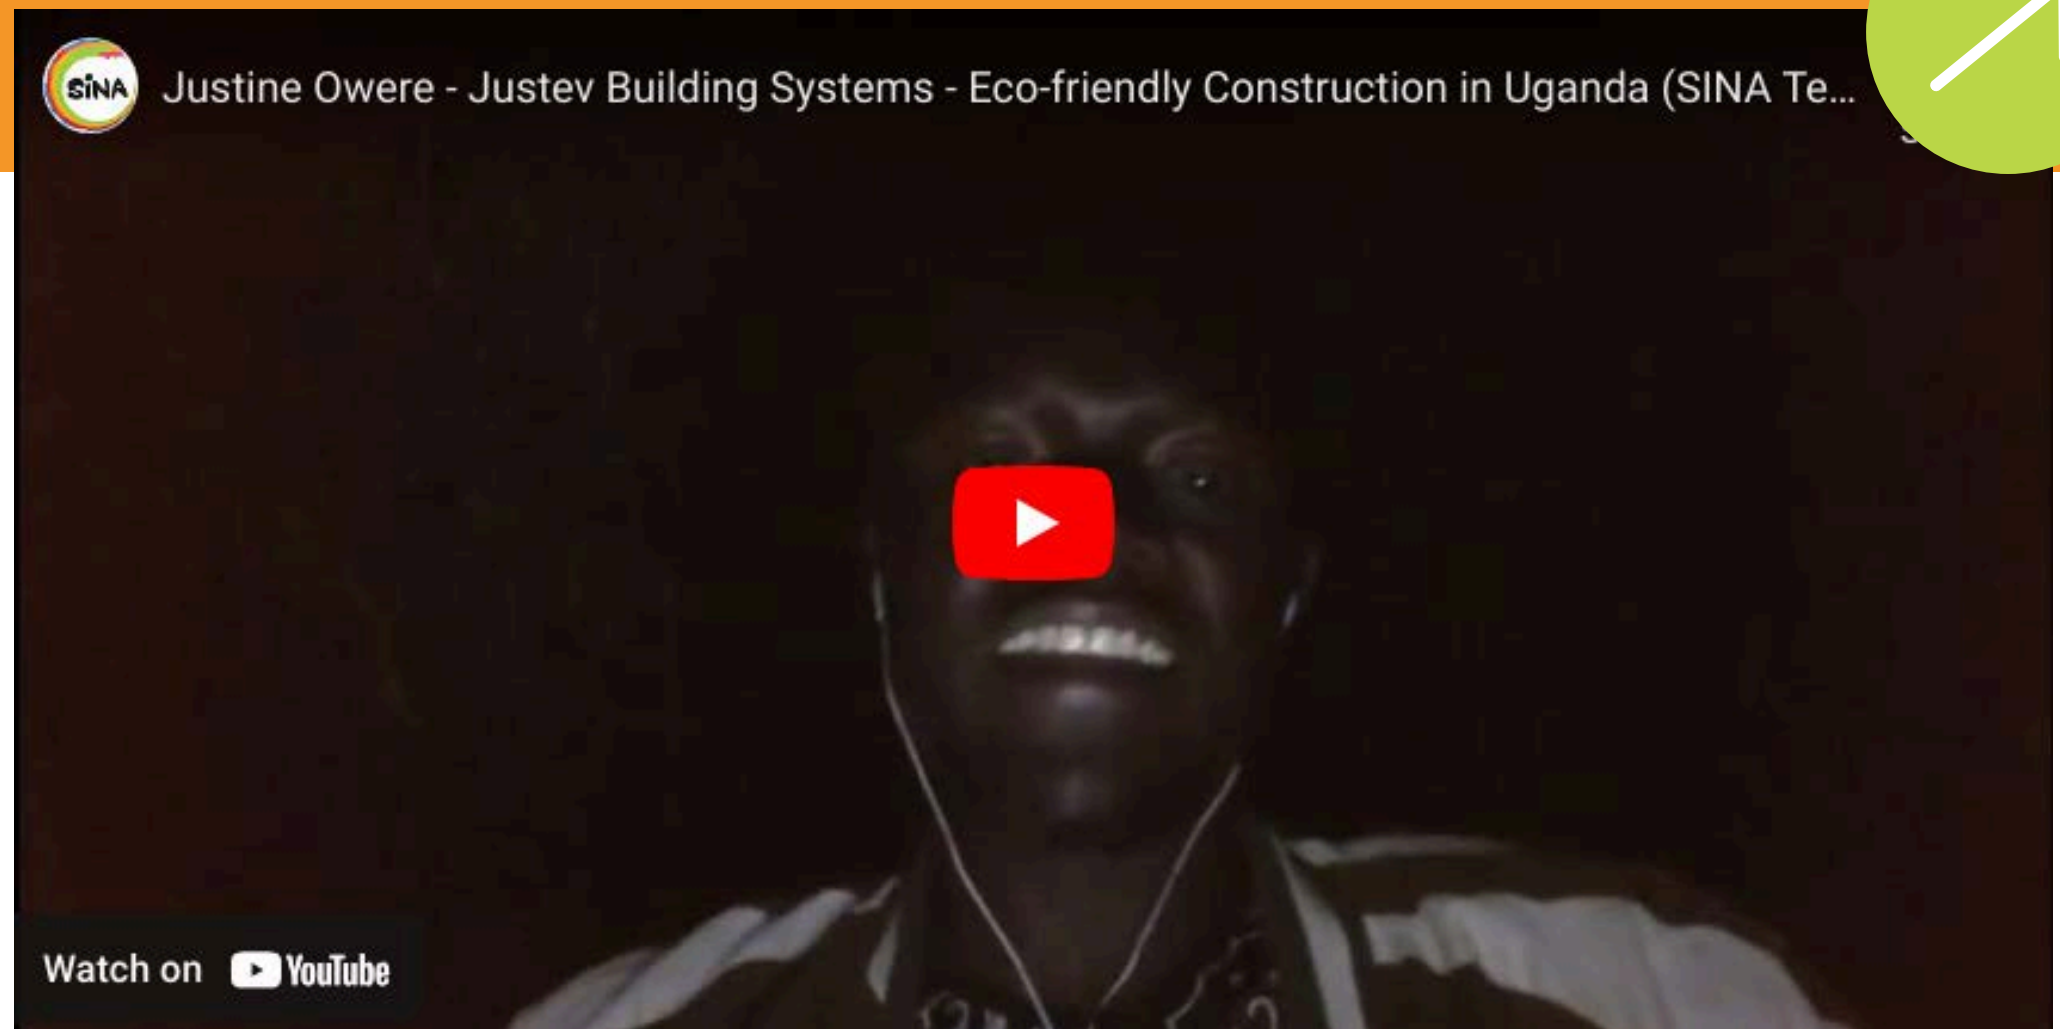 SiNA
Justine Owere - Justev Building Systems - Eco-friendly Construction in Uganda (SINA Te...
Watch on YouTube